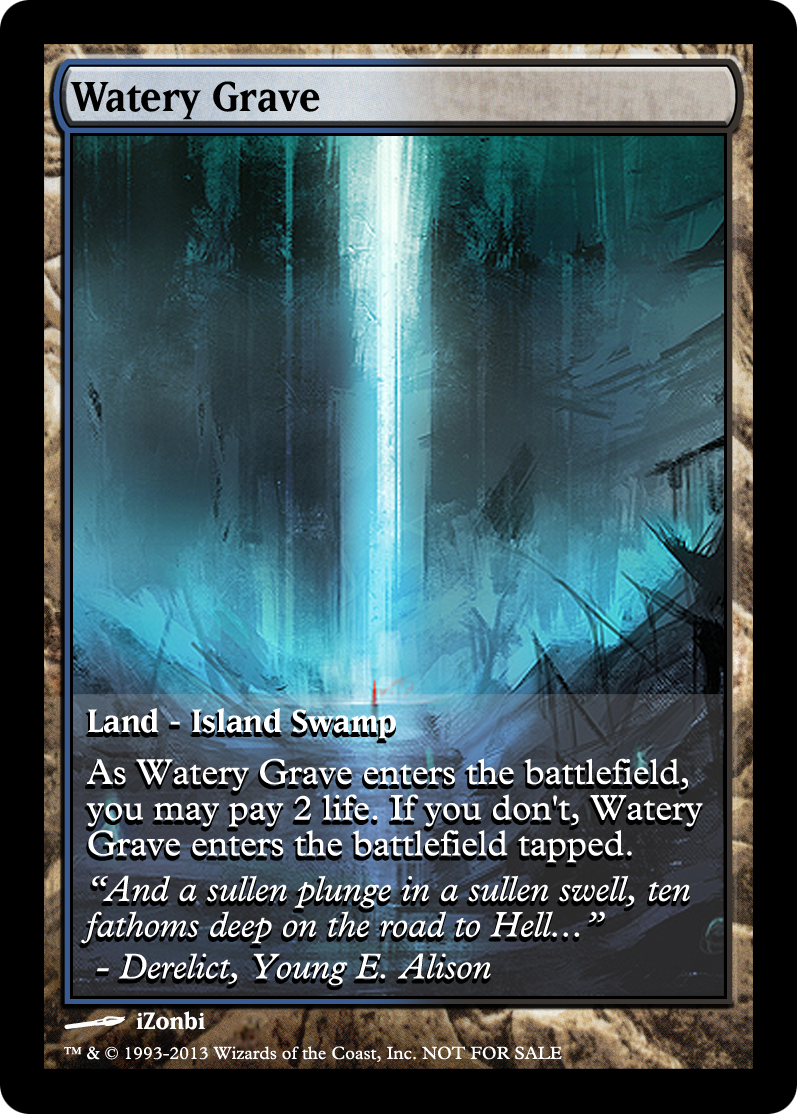 Watery Grave
Land - Island Swamp
As Watery Grave enters the battlefield,
you may pay 2 life. If you don't, Watery
Grave enters the battlefield tapped.
“And a sullen plunge in a sullen swell, ten
fathoms deep on the road to Hell...”
- Derelict, Young E. Alison
iZonbi
™ & © 1993-2013 Wizards of the Coast, Inc. NOT FOR SALE